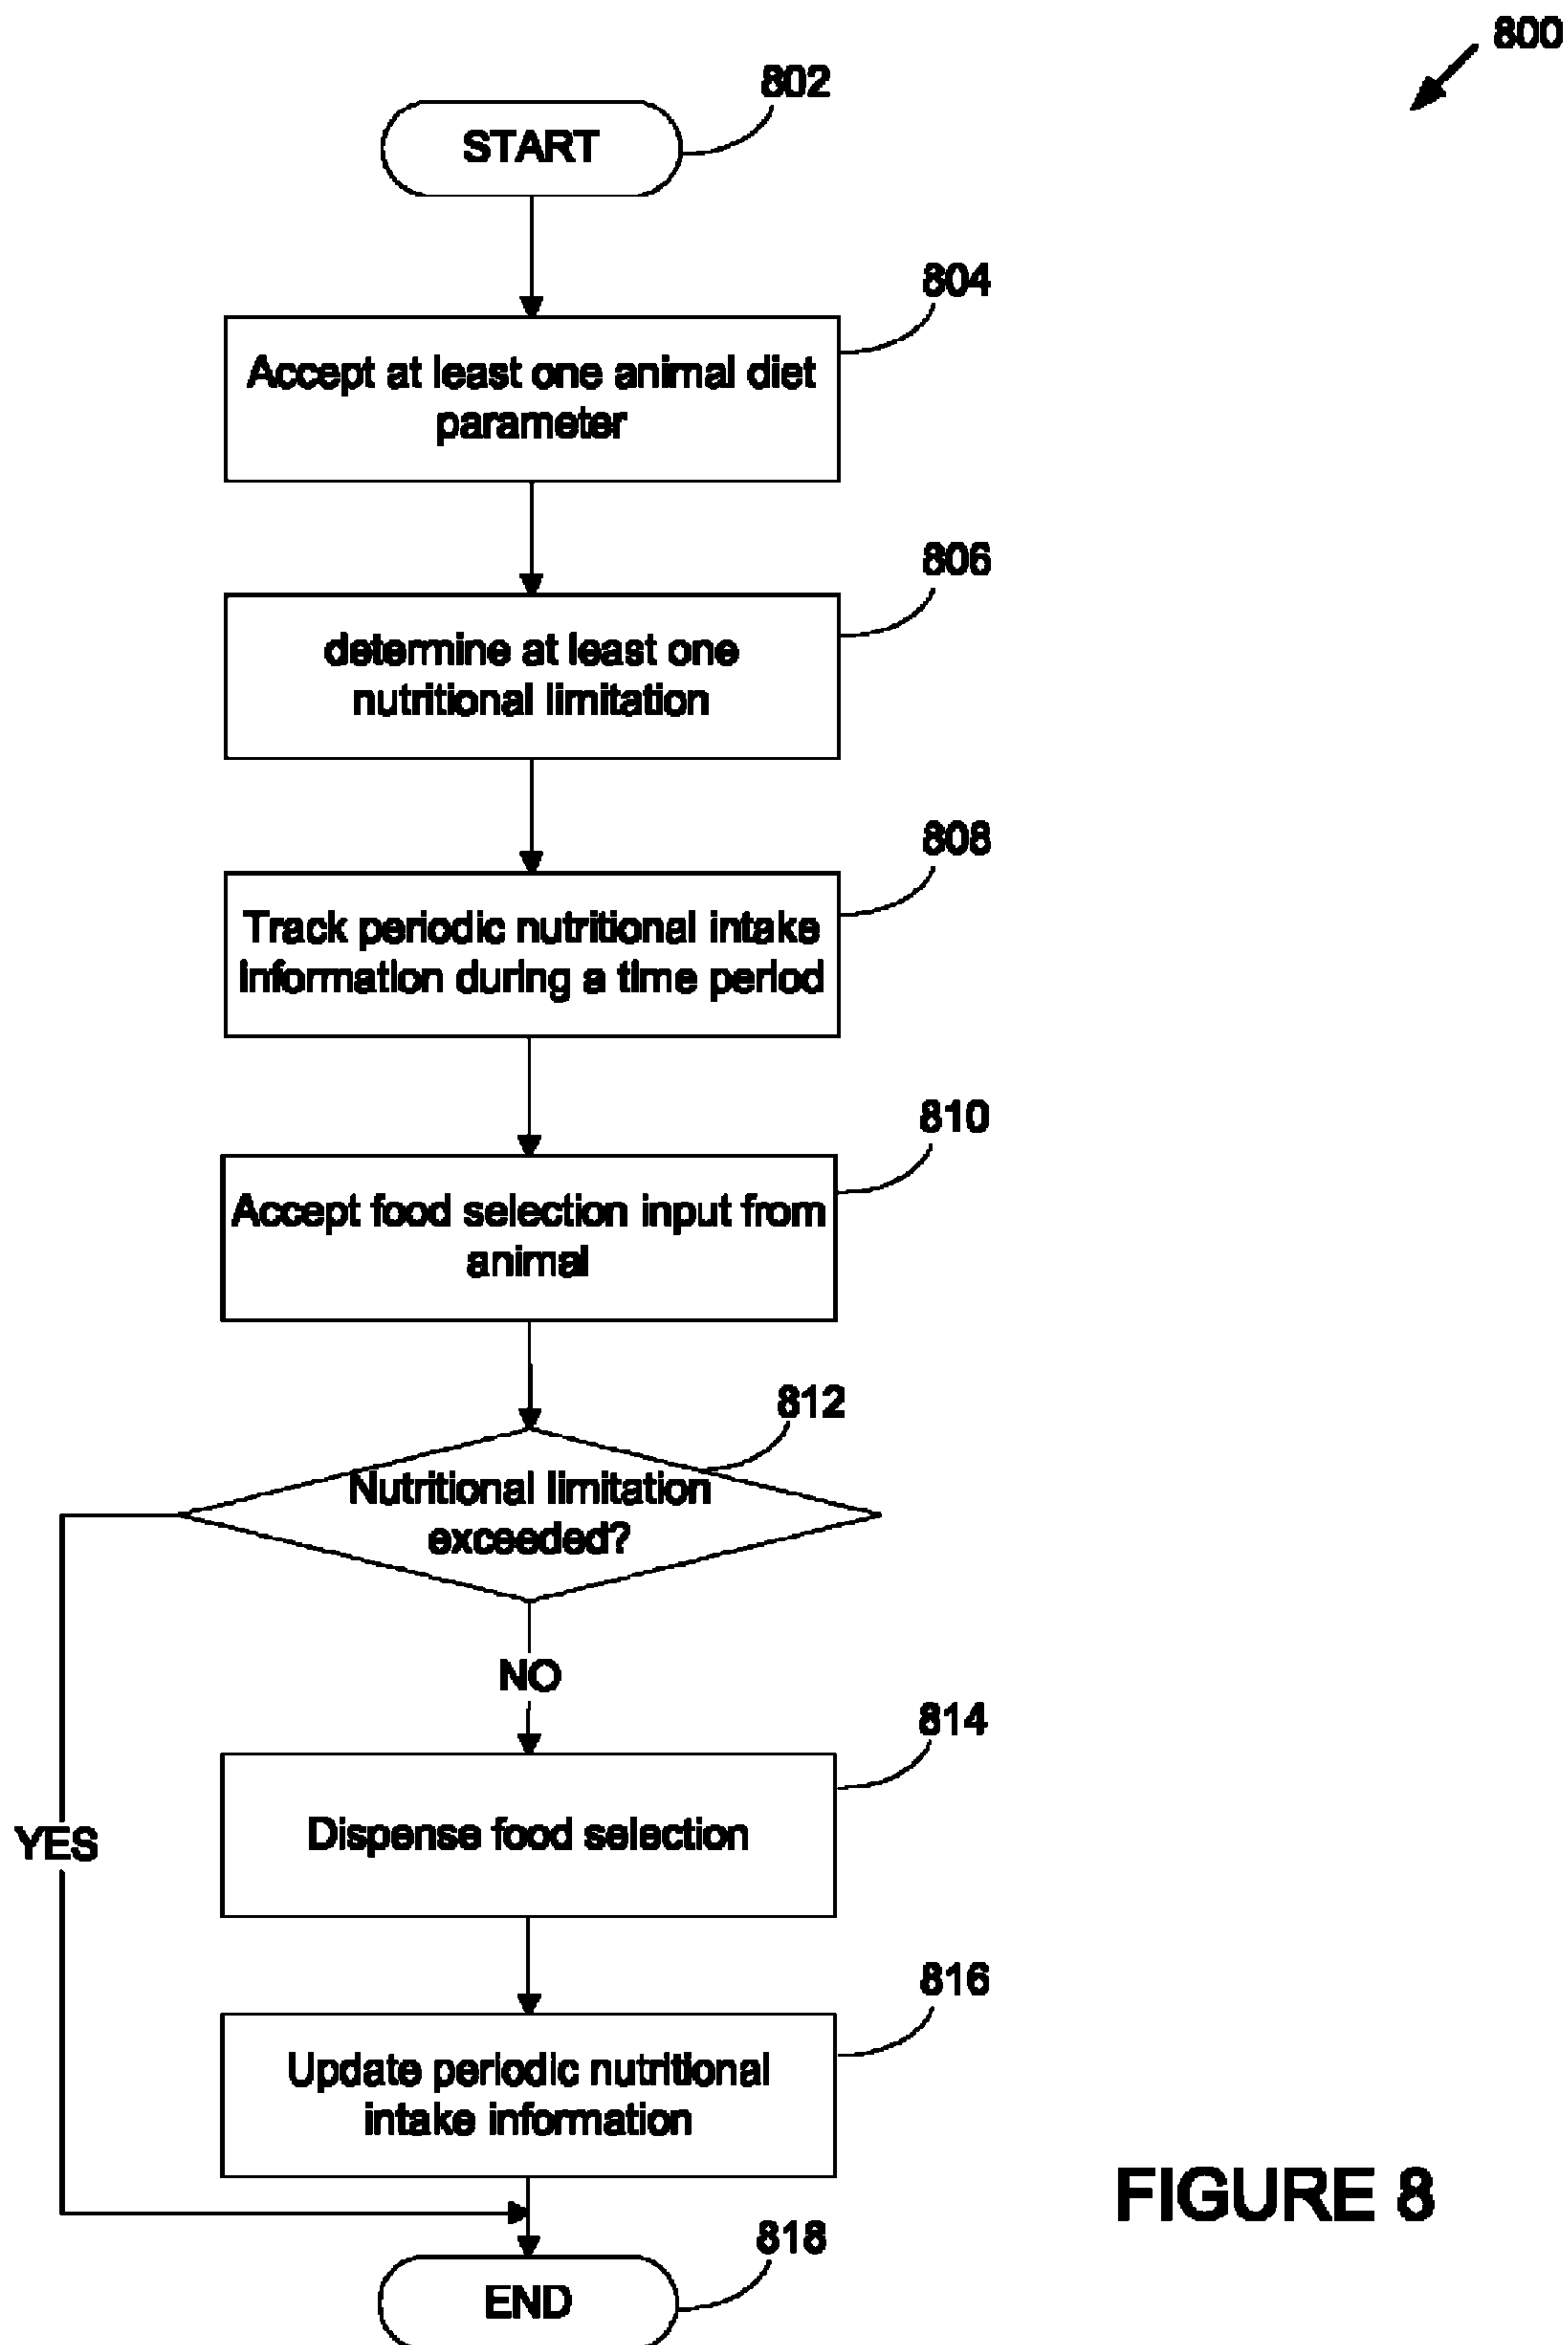 800
802
START
804
Accept at least one animal diet
parameter
806
determine at least one
nutritional limitation
808
Track periodic nutritional intake
information during a time period
810
Accept food selection input from
animal
812
Nutritional limitation
exceeded?
NO
814
YES
Dispense food selection
816
Update periodic nutritional
intake information
FIGURE 8
818
END